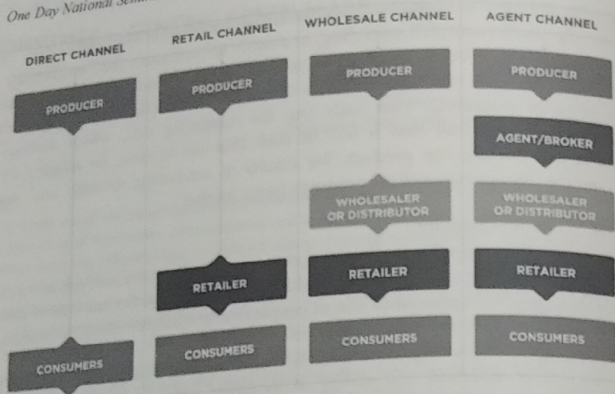 One Day National
DIRECT CHANNEL
PRODUCER
CONSUMERS
RETAIL CHANNEL
PRODUCER
RETAILER
CONSUMERS
WHOLESALE CHANNEL
PRODUCER
WHOLESALER
OR DISTRIBUTOR
RETAILER
CONSUMERS
AGENT CHANNEL
PRODUCER
AGENT/BROKER
WHOLESALER
OR DISTRIBUTOR
RETAILER
CONSUMERS